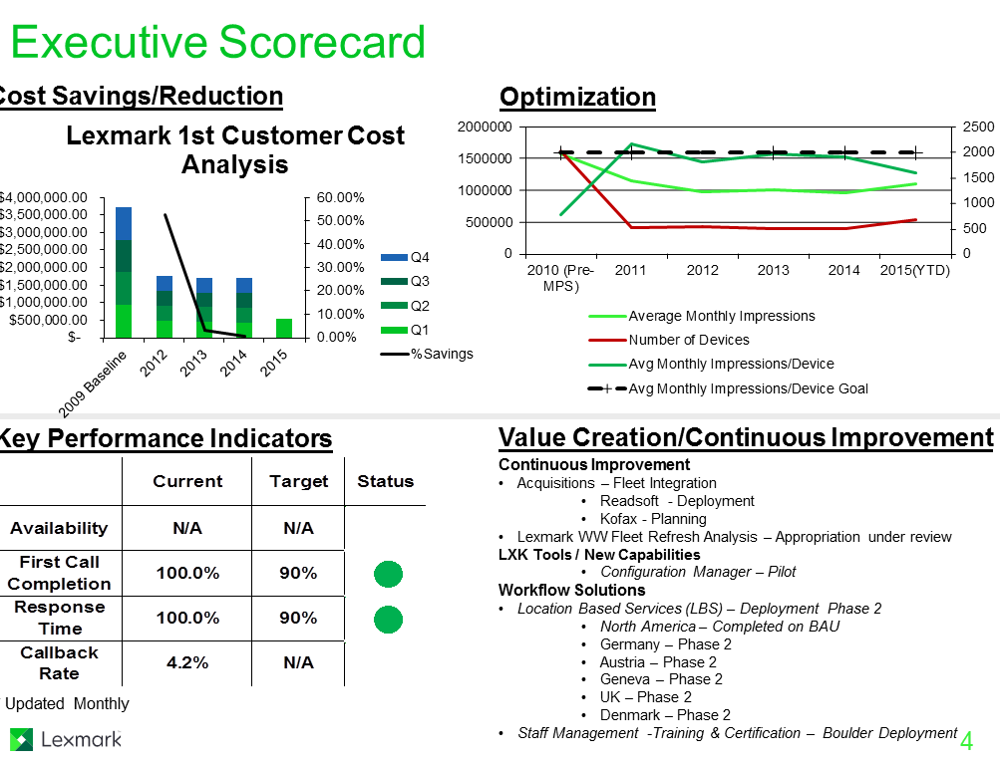 Executive Scorecard
Cost Savings/Reduction
Lexmark 1st Customer Cost
Analysis
$4,000,000.00
$3,500,000.00
$3,000,000.00
$2,500,000.00
$2,000,000.00
$1,500,000.00
$1,000,000.00
$500,000.00
$-
60.00%
50.00%
40.00%
30.00%
20.00%
10.00%
0.00%
2009 Baseline
2012
2013
2014
2015
Q4
Q3
Q2
Q1
%Savings
Optimization
2000000
1500000
1000000
500000
0
2500
2000
1500
1000
500
0
2010 (Pre-
MPS)
2011
2012
2013
2014
2015(YTD)
Average Monthly Impressions
Number of Devices
Avg Monthly Impressions/Device
Avg Monthly Impressions/Device Goal
Key Performance Indicators
Current Target Status
Availability N/A N/A
First Call
Completion 100.0% 90%
Response
Time 100.0% 90%
Callback
Rate 4.2% N/A
Updated Monthly
Lexmark
Value Creation/Continuous Improvement
Continuous Improvement
• Acquisitions – Fleet Integration
• Readsoft - Deployment
• Kofax - Planning
• Lexmark WW Fleet Refresh Analysis – Appropriation under review
LXK Tools / New Capabilities
• Configuration Manager – Pilot
Workflow Solutions
• Location Based Services (LBS) – Deployment Phase 2
• North America – Completed on BAU
• Germany – Phase 2
• Austria – Phase 2
• Geneva – Phase 2
• UK – Phase 2
• Denmark – Phase 2
• Staff Management -Training & Certification – Boulder Deployment
4